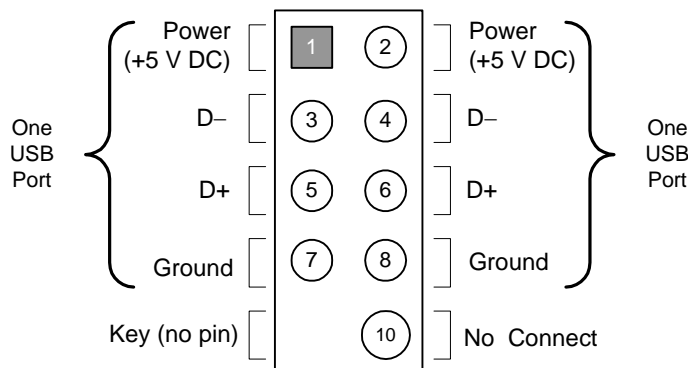 Power
(+5 V DC)
1
2
Power
(+5 V DC)
D–
3
4
D–
One
USB
Port
One
USB
Port
D+
5
6
D+
Ground
7
8
Ground
Key (no pin)
10
No Connect